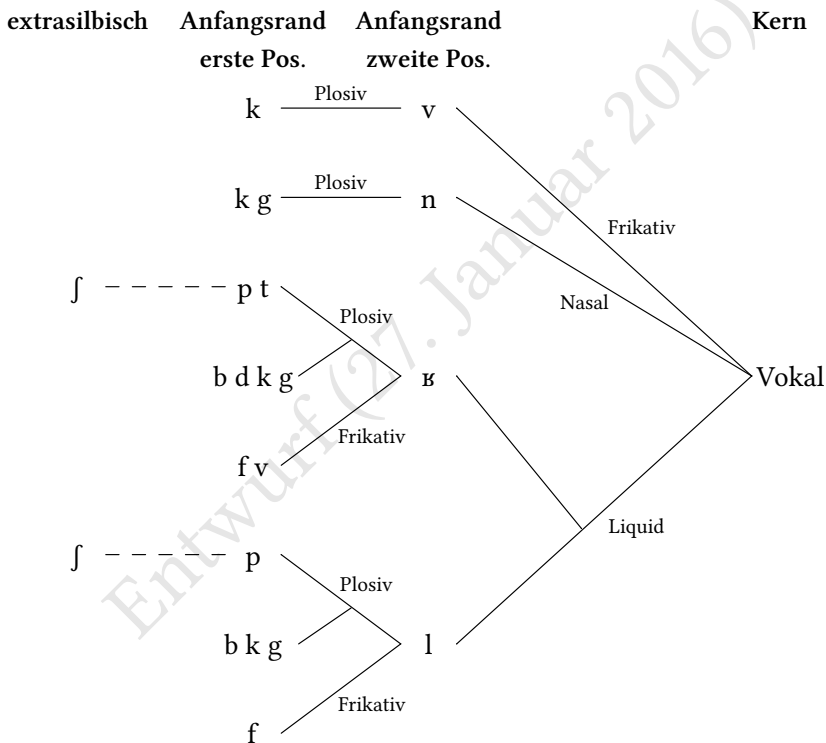 extrasilbisch Anfangsrand Anfangsrand Kern
erste Pos. zweite Pos.
k Plosiv v
k g Plosiv n
Frikativ
ʃ p t
Nasal
Plosiv
b d k g ʁ Vokal
Frikativ
f v
Liquid
ʃ p
Plosiv
b k g l
Frikativ
f
Entwurf (27. Januar 2016)